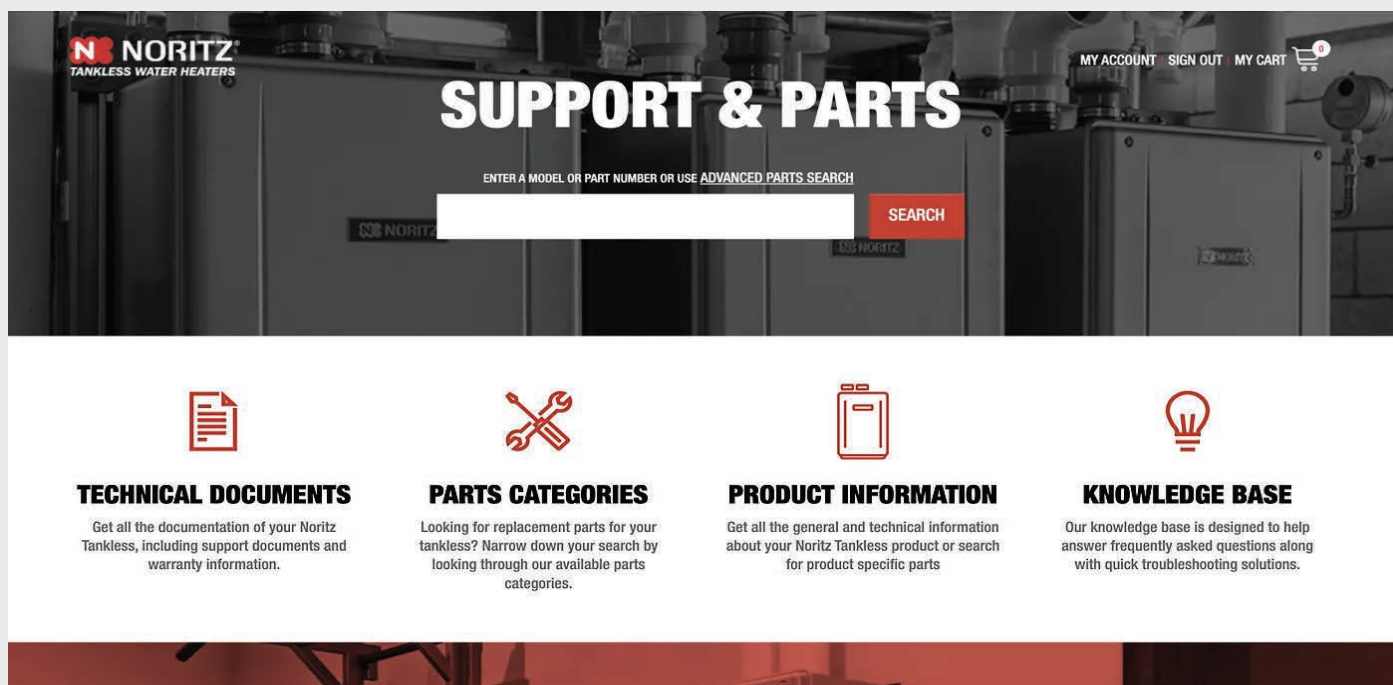 NORITZ®
TANKLESS WATER HEATERS
MY ACCOUNT | SIGN OUT | MY CART 0
SUPPORT & PARTS
ENTER A MODEL OR PART NUMBER OR USE ADVANCED PARTS SEARCH
SEARCH
NORITZ
NORITZ
NORITZ
TECHNICAL DOCUMENTS
Get all the documentation of your Noritz
Tankless, including support documents and
warranty information.
PARTS CATEGORIES
Looking for replacement parts for your
tankless? Narrow down your search by
looking through our available parts
categories.
PRODUCT INFORMATION
Get all the general and technical information
about your Noritz Tankless product or search
for product specific parts
KNOWLEDGE BASE
Our knowledge base is designed to help
answer frequently asked questions along
with quick troubleshooting solutions.